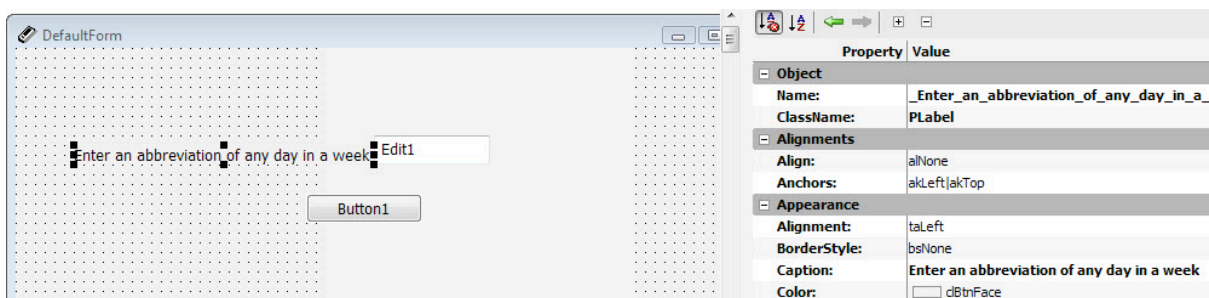 DefaultForm
Enter an abbreviation of any day in a week
Edit1
Button1
Property Value
Object
Name: _Enter_an_abbreviation_of_any_day_in_a_
ClassName: PLabel
Alignments
Align: alNone
Anchors: akLeft|akTop
Appearance
Alignment: taLeft
BorderStyle: bsNone
Caption: Enter an abbreviation of any day in a week
Color: clBtnFace